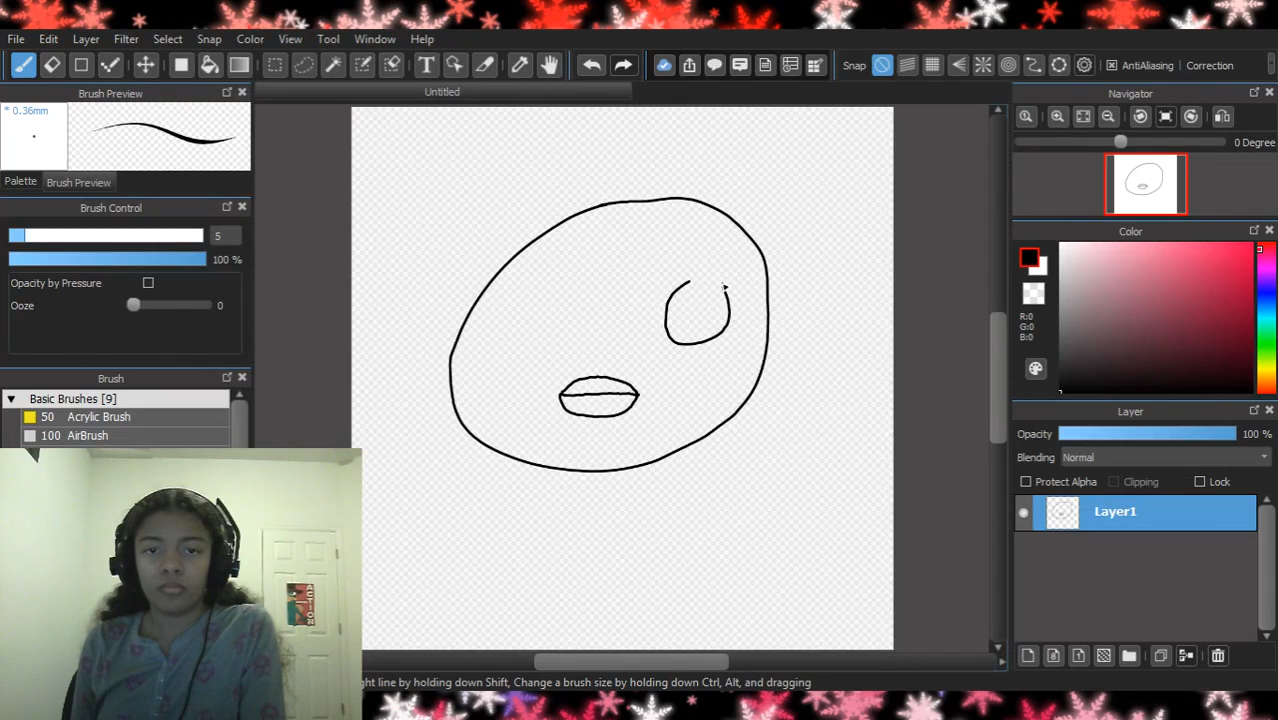 File Edit Layer Filter Select Snap Color View Tool Window Help
Snap AntiAliasing Correction
Brush Preview
Untitled
Navigator
* 0.36mm
0 Degree
Palette Brush Preview
Brush Control
5
100 %
Opacity by Pressure
Ooze 0
Color
R:0
G:0
B:0
Brush
Basic Brushes [9]
50 Acrylic Brush
100 AirBrush
Layer
Opacity 100 %
Blending Normal
Protect Alpha Clipping Lock
Layer1
ACTION
ght line by holding down Shift, Change a brush size by holding down Ctrl, Alt, and dragging